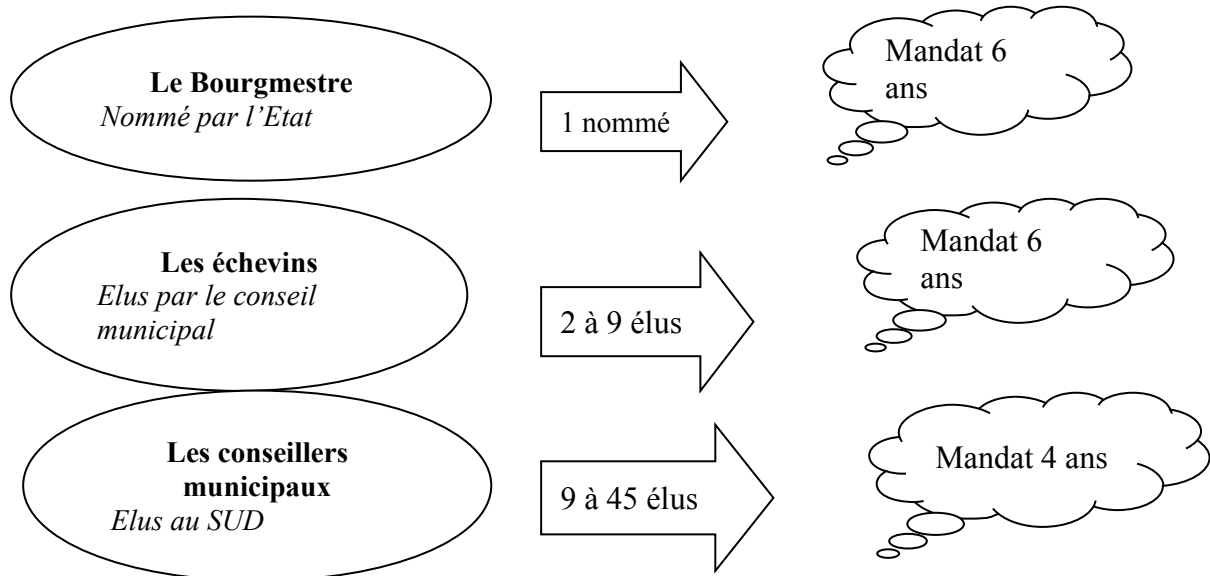 Le Bourgmestre
Nommé par l’Etat
1 nommé
Mandat 6
ans
Les échevins
Elus par le conseil
municipal
2 à 9 élus
Mandat 6
ans
Les conseillers
municipaux
Elus au SUD
9 à 45 élus
Mandat 4 ans